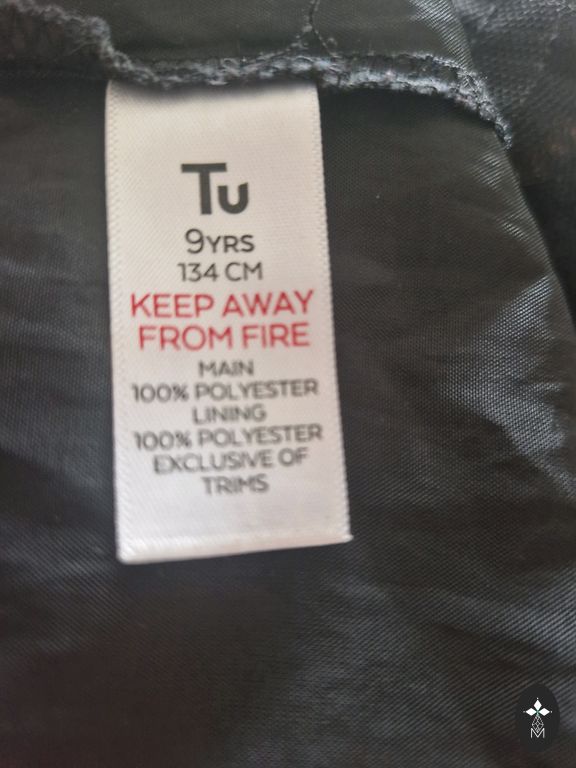 Tu
9YRS
134 CM
KEEP AWAY
FROM FIRE
MAIN
100% POLYESTER
LINING
100% POLYESTER
EXCLUSIVE OF
TRIMS
M